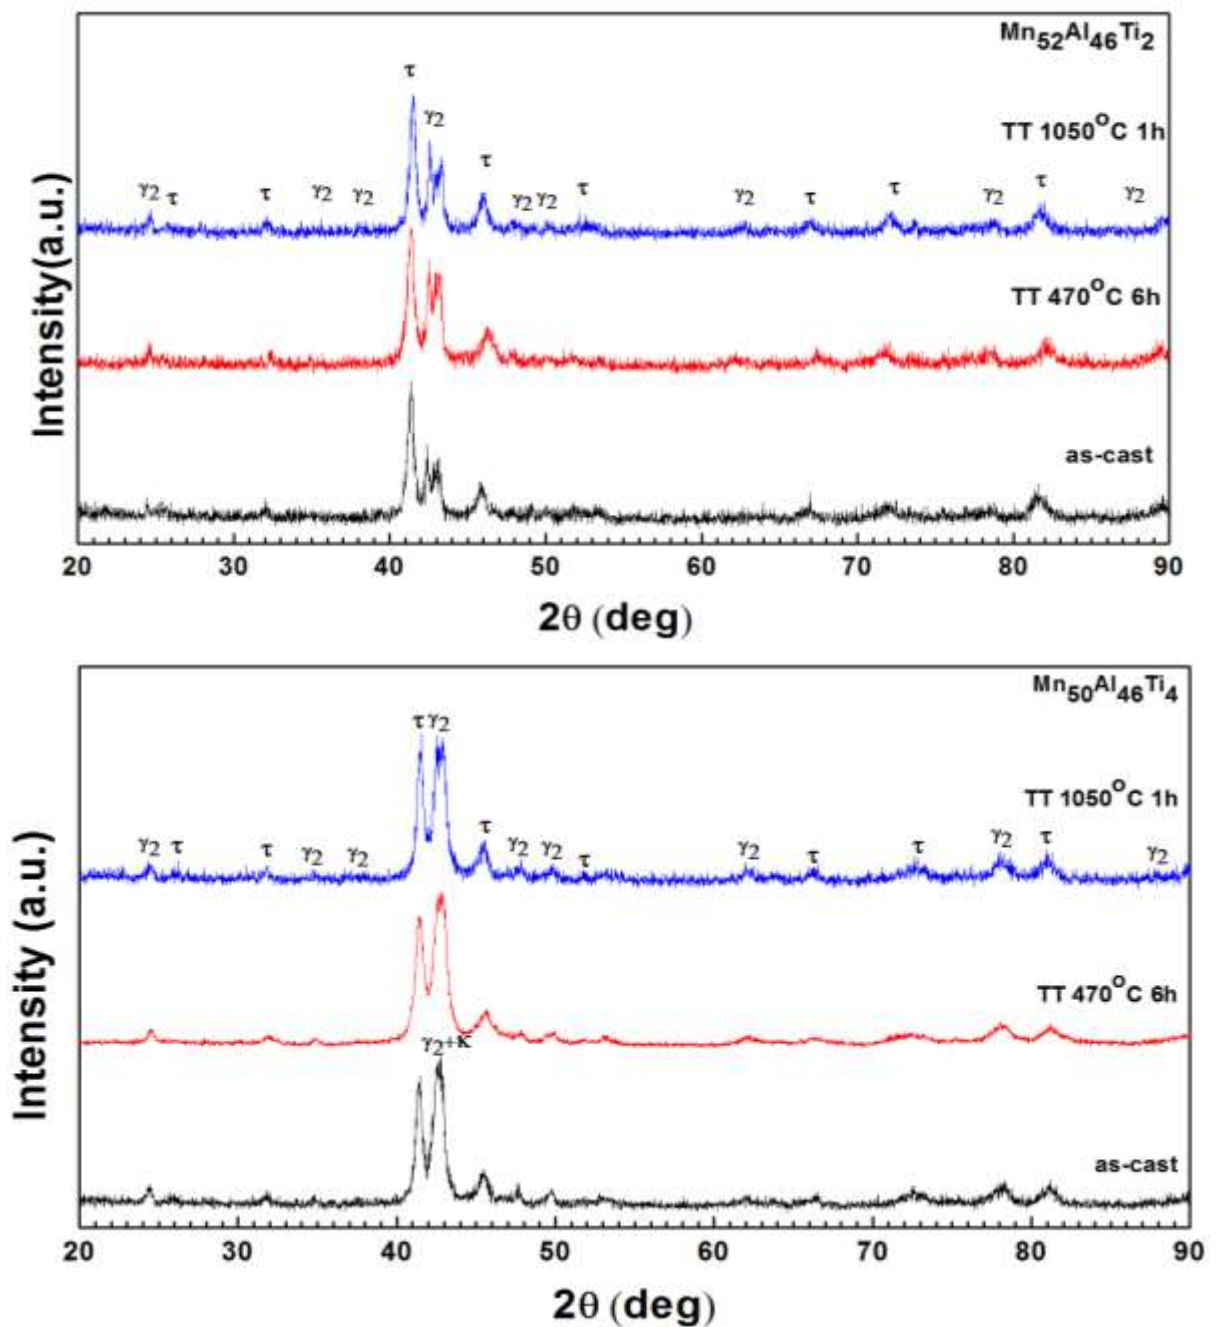 Mn52Al46Ti2
τ
γ2
TT 1050°C 1h
γ2 τ τ γ2 γ2 τ γ2 γ2 τ γ2 τ τ γ2 τ γ2
TT 470°C 6h
as-cast
Intensity(a.u.)
20 30 40 50 60 70 80 90
2θ (deg)
Mn50Al46Ti4
τ γ2
TT 1050°C 1h
γ2 τ τ γ2 γ2 τ γ2 γ2 τ γ2 τ τ γ2 τ γ2
TT 470°C 6h
γ2+κ
as-cast
Intensity (a.u.)
20 30 40 50 60 70 80 90
2θ (deg)